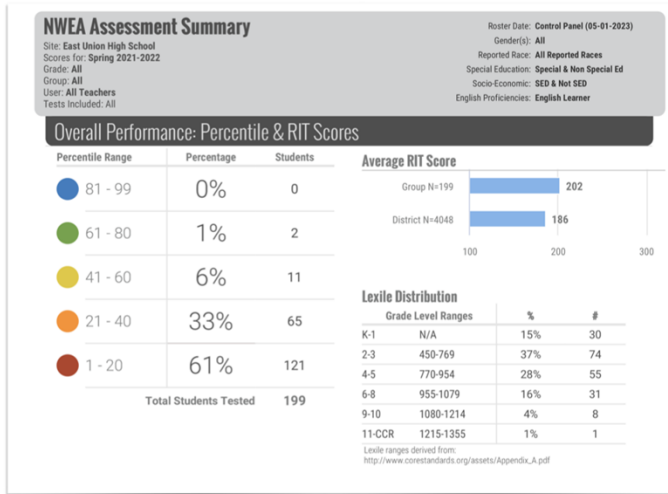 NWEA Assessment Summary
Site: East Union High School
Scores for: Spring 2021-2022
Grade: All
Group: All
User: All Teachers
Tests Included: All
Roster Date: Control Panel (05-01-2023)
Gender(s): All
Reported Race: All Reported Races
Special Education: Special & Non Special Ed
Socio-Economic: SED & Not SED
English Proficiencies: English Learner
Overall Performance: Percentile & RIT Scores
Percentile Range Percentage Students
81 - 99 0% 0
61 - 80 1% 2
41 - 60 6% 11
21 - 40 33% 65
1 - 20 61% 121
Total Students Tested 199
Average RIT Score
Group N=199 202
District N=4048 186
100 200 300
Lexile Distribution
Grade Level Ranges % #
K-1 N/A 15% 30
2-3 450-769 37% 74
4-5 770-954 28% 55
6-8 955-1079 16% 31
9-10 1080-1214 4% 8
11-CCR 1215-1355 1% 1
Lexile ranges derived from:
http://www.corestandards.org/assets/Appendix_A.pdf